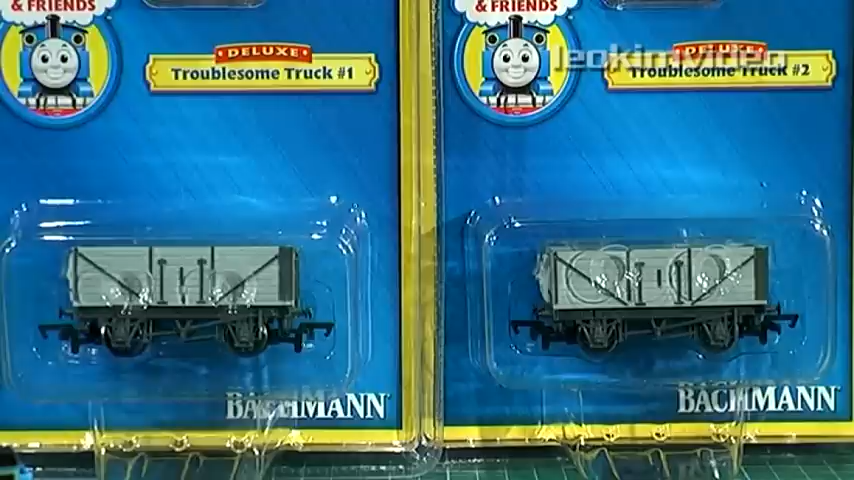 & FRIENDS
DELUXE
Troublesome Truck #1
BACHMANN
& FRIENDS
leokimvideo
DELUXE
Troublesome Truck #2
BACHMANN